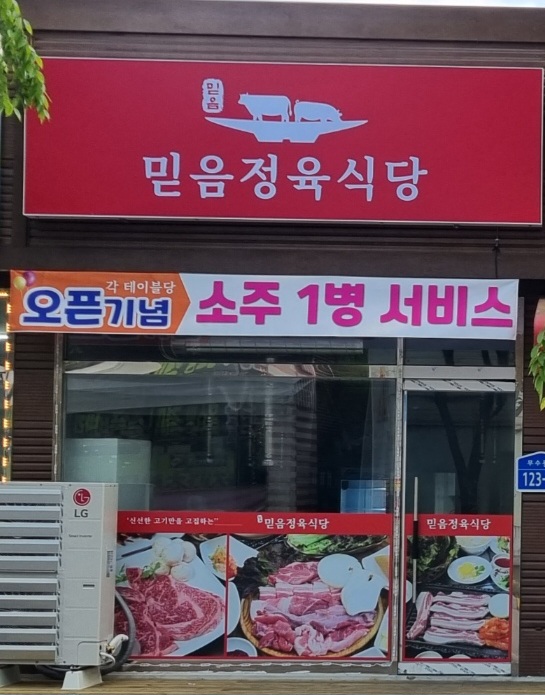 믿음
믿음정육식당
각 테이블당
오픈기념
소주 1병 서비스
LG
'신선한 고기만을 고집하는"
믿음정육식당
믿음정육식당
123-